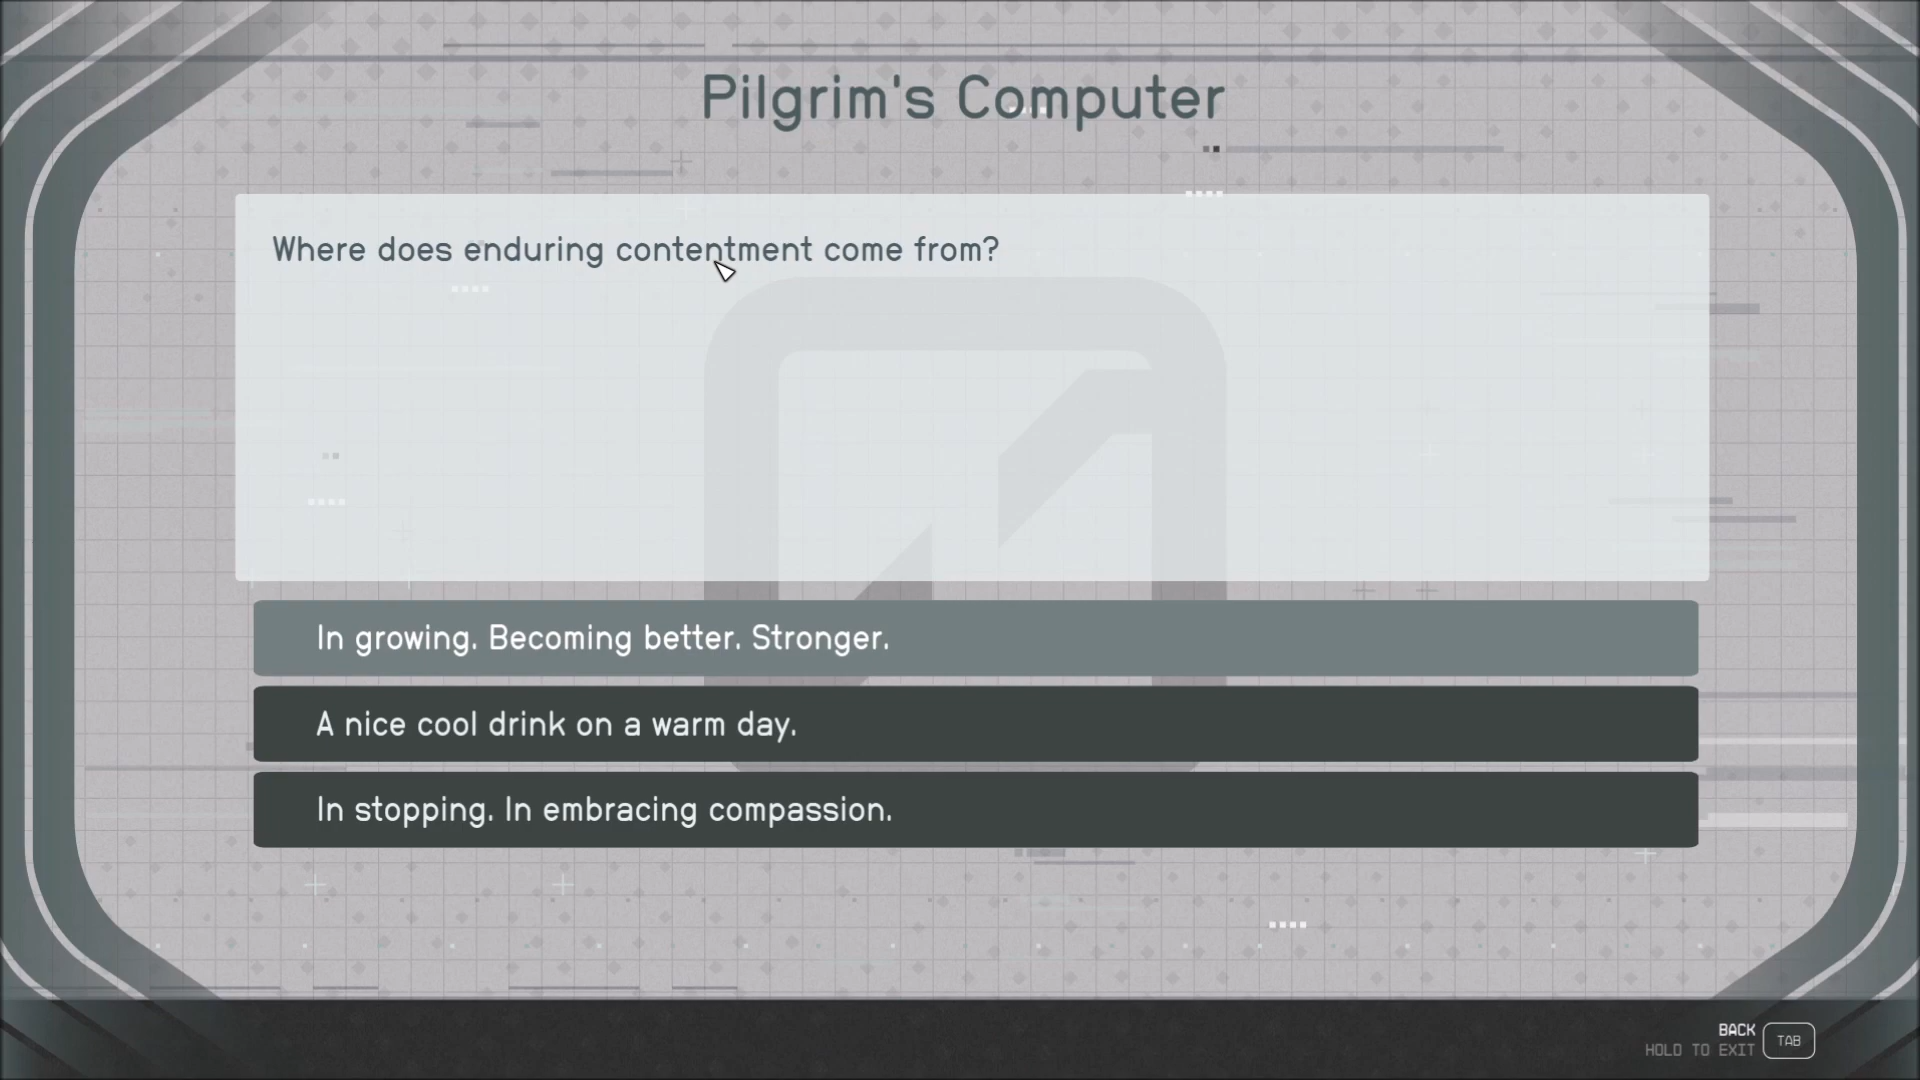 Pilgrim's Computer
Where does enduring contentment come from?
In growing. Becoming better. Stronger.
A nice cool drink on a warm day.
In stopping. In embracing compassion.
BACK
HOLD TO EXIT
TAB